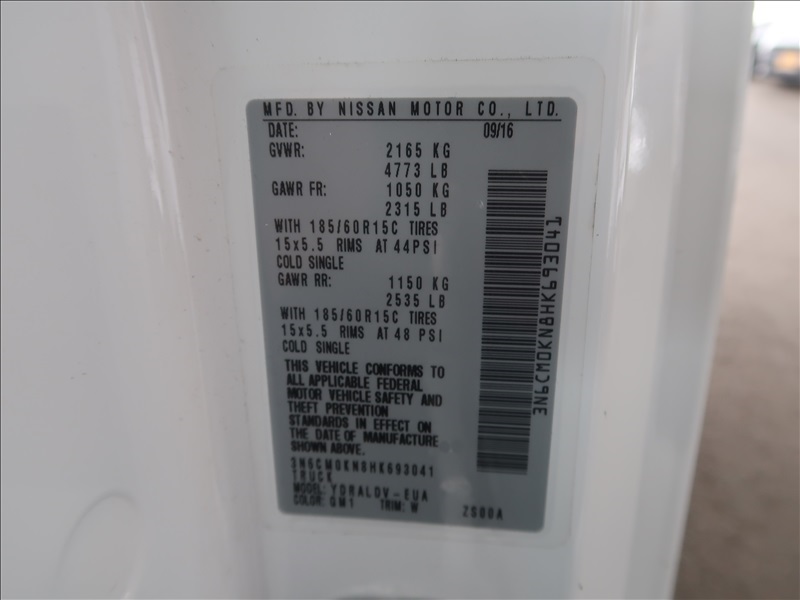 MFD. BY NISSAN MOTOR CO., LTD.
DATE: 09/16
GVWR: 2165 KG
4773 LB
GAWR FR: 1050 KG
2315 LB
WITH 185/60R15C TIRES
15x5.5 RIMS AT 44PSI
COLD SINGLE
GAWR RR: 1150 KG
2535 LB
WITH 185/60R15C TIRES
15x5.5 RIMS AT 48 PSI
COLD SINGLE
THIS VEHICLE CONFORMS TO
ALL APPLICABLE FEDERAL
MOTOR VEHICLE SAFETY AND
THEFT PREVENTION
STANDARDS IN EFFECT ON
THE DATE OF MANUFACTURE
SHOWN ABOVE.
3N6CM0KN8HK693041
TRUCK
MODEL: YDRALDV-EUA
COLOR: QM1 TRIM: W ZS00A
3N6CM0KN8HK693041